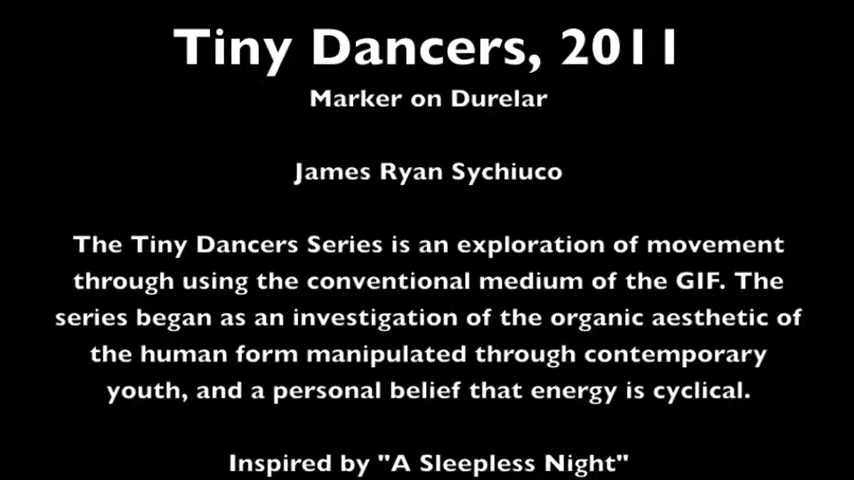 Tiny Dancers, 2011
Marker on Durelar
James Ryan Sychiuco
The Tiny Dancers Series is an exploration of movement
through using the conventional medium of the GIF. The
series began as an investigation of the organic aesthetic of
the human form manipulated through contemporary
youth, and a personal belief that energy is cyclical.
Inspired by "A Sleepless Night"